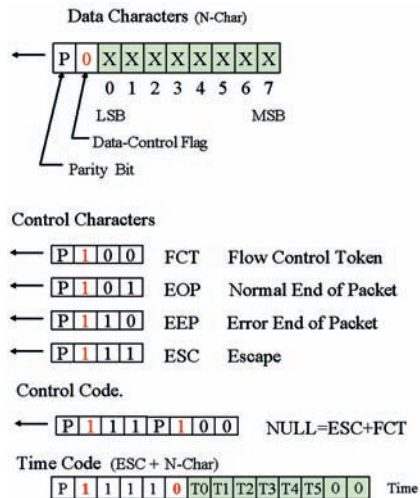 Data Characters (N-Char)
P 0 X X X X X X X X
0 1 2 3 4 5 6 7
LSB MSB
Data-Control Flag
Parity Bit
Control Characters
P 1 0 0 FCT Flow Control Token
P 1 0 1 EOP Normal End of Packet
P 1 1 0 EEP Error End of Packet
P 1 1 1 ESC Escape
Control Code.
P 1 1 1 P 1 0 0 NULL=ESC+FCT
Time Code (ESC + N-Char)
P 1 1 1 1 0 T0 T1 T2 T3 T4 T5 0 0 Time